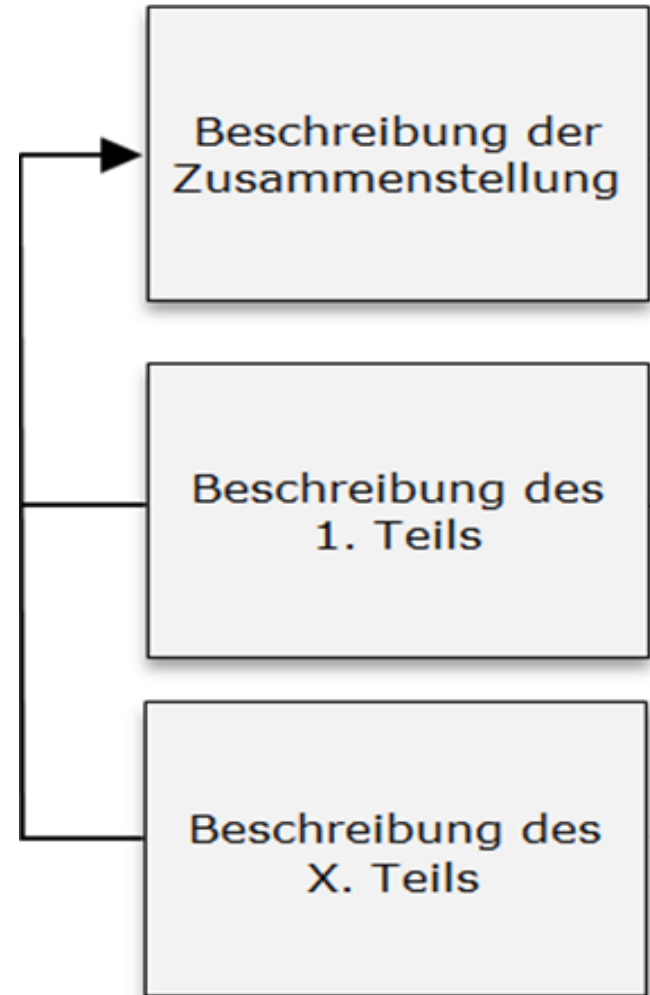 Beschreibung der
Zusammenstellung
Beschreibung des
1. Teils
Beschreibung des
X. Teils